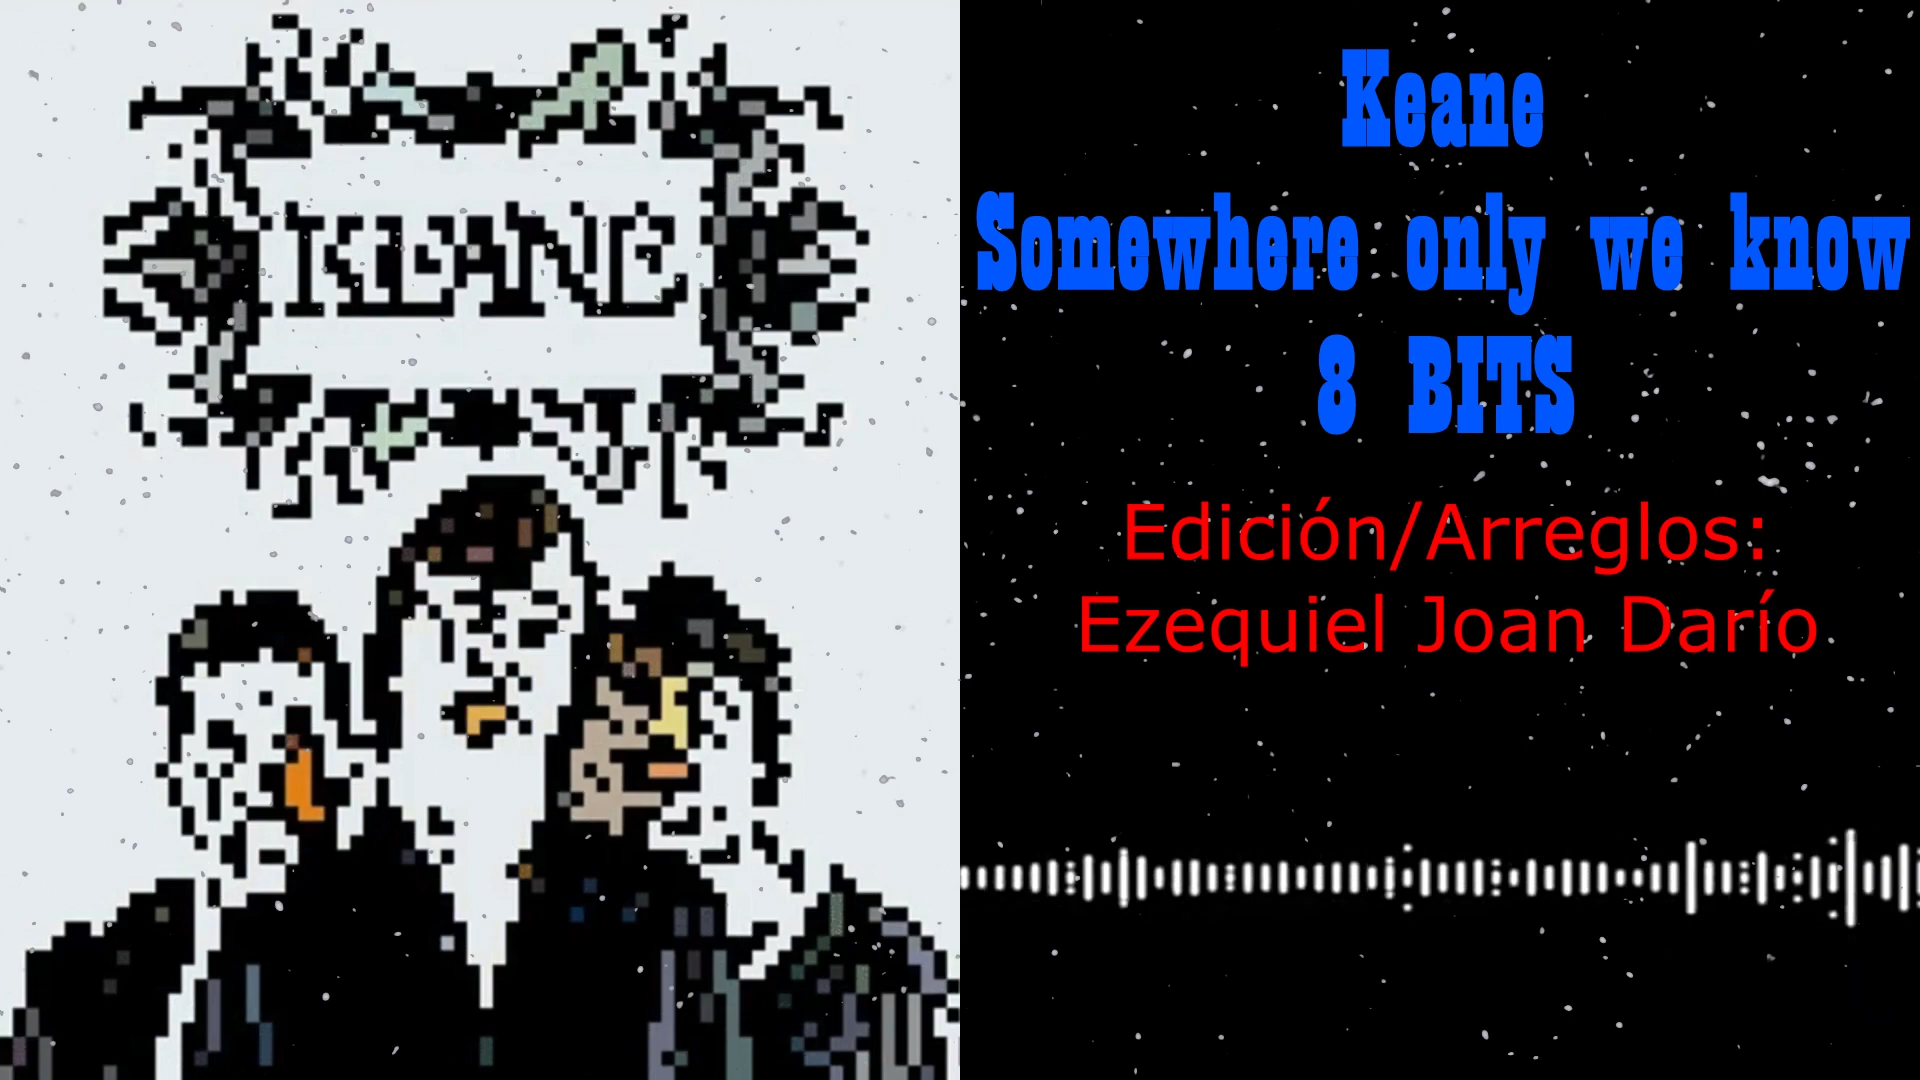 KEANE
Keane
Somewhere only we know
8 BITS
Edición/Arreglos:
Ezequiel Joan Darío